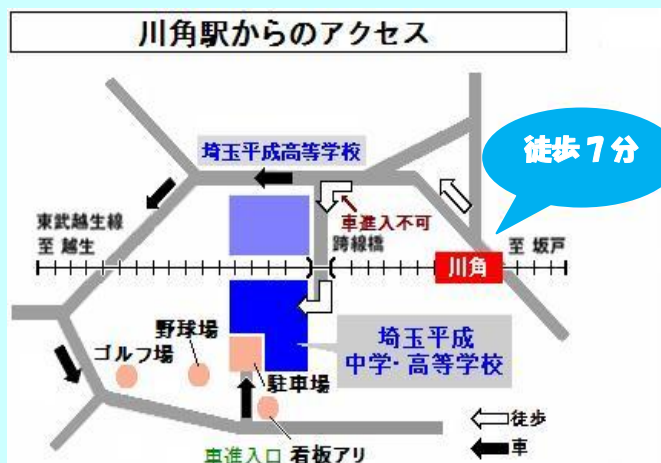 川角駅からのアクセス
徒歩7分
埼玉平成高等学校
車進入不可
東武越生線
至 越生
跨線橋
川角
至 坂戸
野球場
ゴルフ場
埼玉平成
中学・高等学校
駐車場
徒歩
車
車進入口 看板アリ